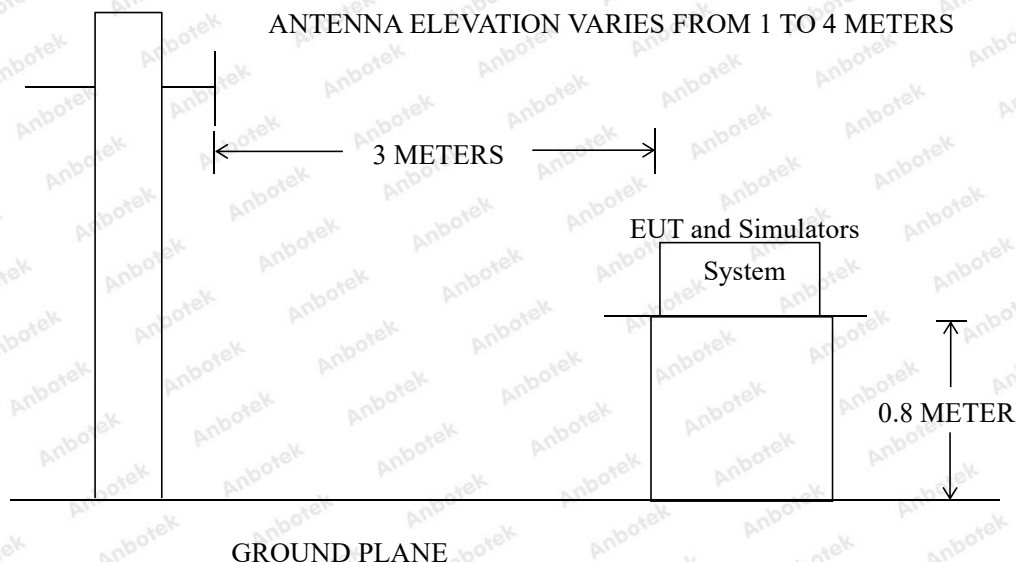 ANTENNA ELEVATION VARIES FROM 1 TO 4 METERS
3 METERS
EUT and Simulators
System
0.8 METER
GROUND PLANE
Anbotek